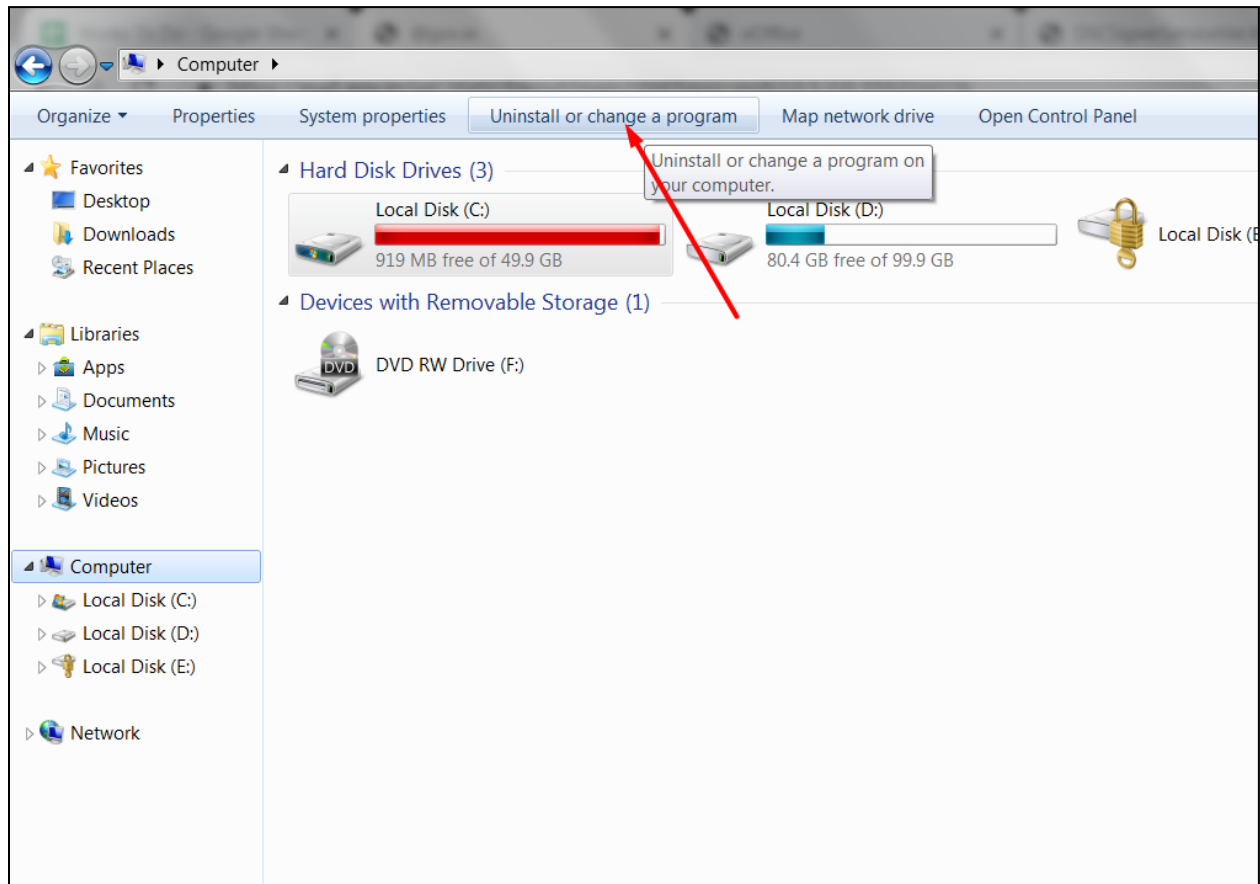 Computer
Organize Properties System properties Uninstall or change a program Map network drive Open Control Panel
Uninstall or change a program on
your computer.
Favorites
Desktop
Downloads
Recent Places
Libraries
Apps
Documents
Music
Pictures
Videos
Computer
Local Disk (C:)
Local Disk (D:)
Local Disk (E:)
Network
Hard Disk Drives (3)
Local Disk (C:)
919 MB free of 49.9 GB
Local Disk (D:)
80.4 GB free of 99.9 GB
Local Disk (E
Devices with Removable Storage (1)
DVD
DVD RW Drive (F:)